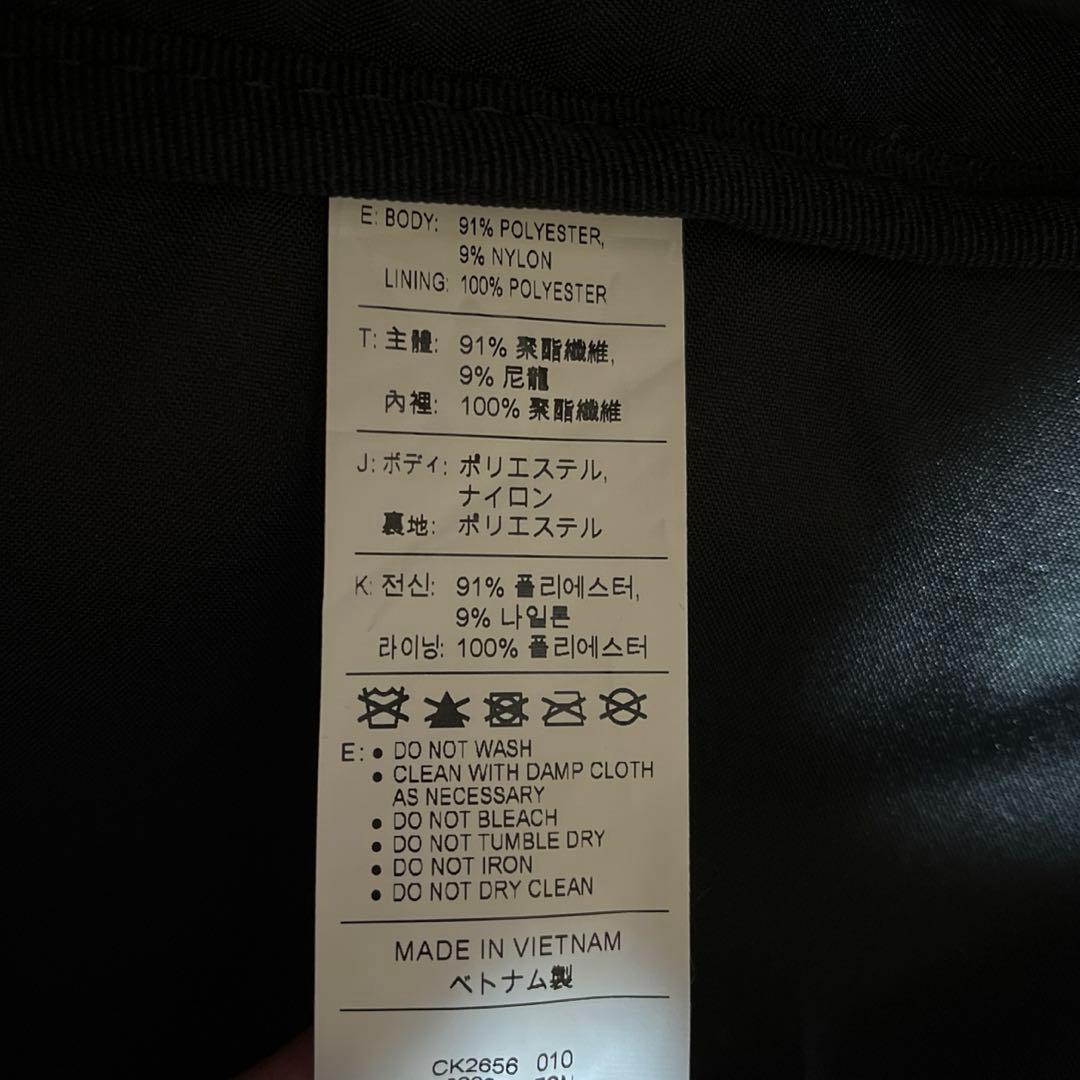 E: BODY: 91% POLYESTER,
9% NYLON
LINING: 100% POLYESTER
T: 主體: 91% 聚酯纖維,
9% 尼龍
內裡: 100% 聚酯纖維
J: ボディ: ポリエステル,
ナイロン
裏地: ポリエステル
K: 전신: 91% 폴리에스터,
9% 나일론
라이닝: 100% 폴리에스터
E: • DO NOT WASH
• CLEAN WITH DAMP CLOTH
AS NECESSARY
• DO NOT BLEACH
• DO NOT TUMBLE DRY
• DO NOT IRON
• DO NOT DRY CLEAN
MADE IN VIETNAM
ベトナム製
CK2656 010